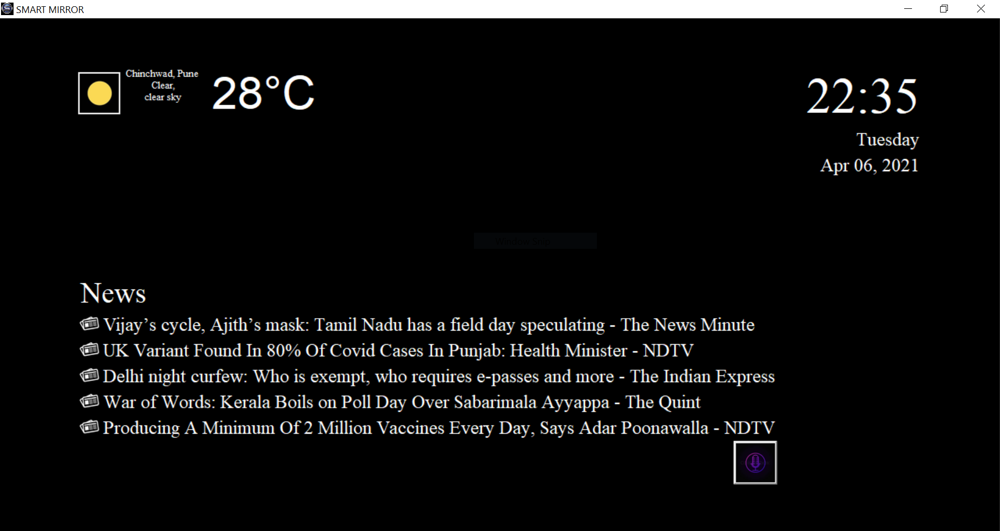 SMART MIRROR
Chinchwad, Pune
Clear,
clear sky
28°C
22:35
Tuesday
Apr 06, 2021
Window Snip
News
Vijay’s cycle, Ajith’s mask: Tamil Nadu has a field day speculating - The News Minute
UK Variant Found In 80% Of Covid Cases In Punjab: Health Minister - NDTV
Delhi night curfew: Who is exempt, who requires e-passes and more - The Indian Express
War of Words: Kerala Boils on Poll Day Over Sabarimala Ayyappa - The Quint
Producing A Minimum Of 2 Million Vaccines Every Day, Says Adar Poonawalla - NDTV